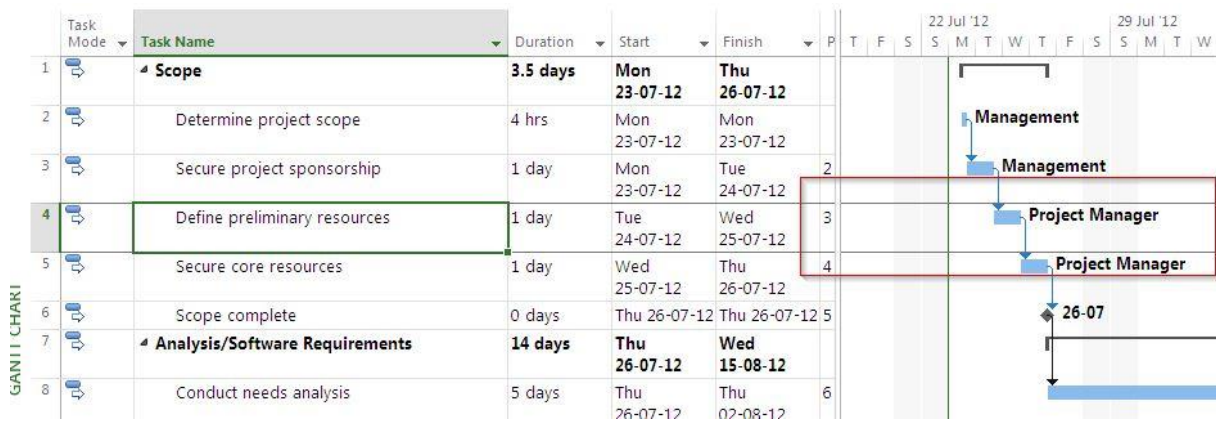 Task Mode Task Name Duration Start Finish P 22 Jul '12 29 Jul '12
T F S S M T W T F S S M T W
1 Scope 3.5 days Mon 23-07-12 Thu 26-07-12
2 Determine project scope 4 hrs Mon 23-07-12 Mon 23-07-12 Management
3 Secure project sponsorship 1 day Mon 23-07-12 Tue 24-07-12 2 Management
4 Define preliminary resources 1 day Tue 24-07-12 Wed 25-07-12 3 Project Manager
5 Secure core resources 1 day Wed 25-07-12 Thu 26-07-12 4 Project Manager
6 Scope complete 0 days Thu 26-07-12 Thu 26-07-12 5 26-07
7 Analysis/Software Requirements 14 days Thu 26-07-12 Wed 15-08-12
8 Conduct needs analysis 5 days Thu 26-07-12 Thu 02-08-12 6
GANTT CHART